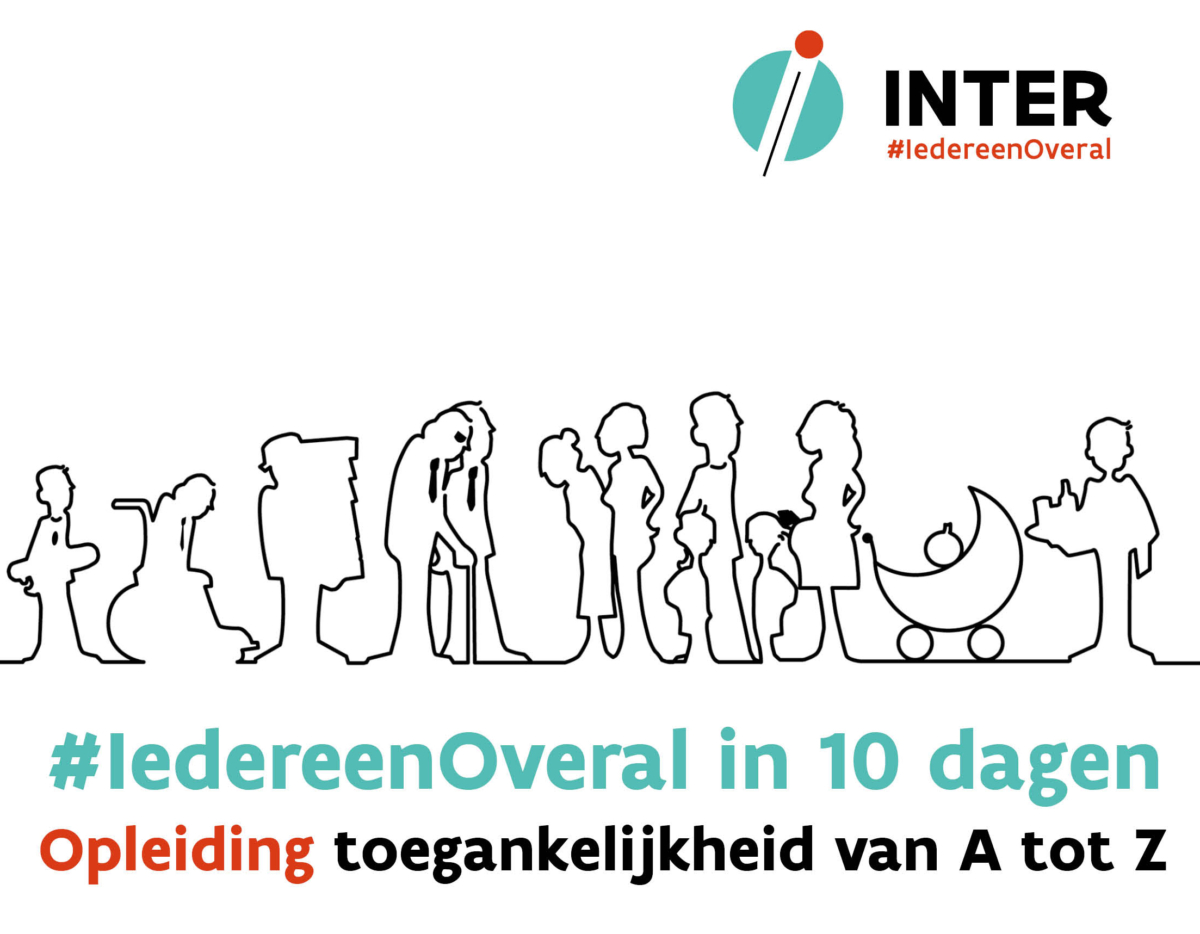 INTER
#IedereenOveral
#IedereenOveral in 10 dagen
Opleiding toegankelijkheid van A tot Z